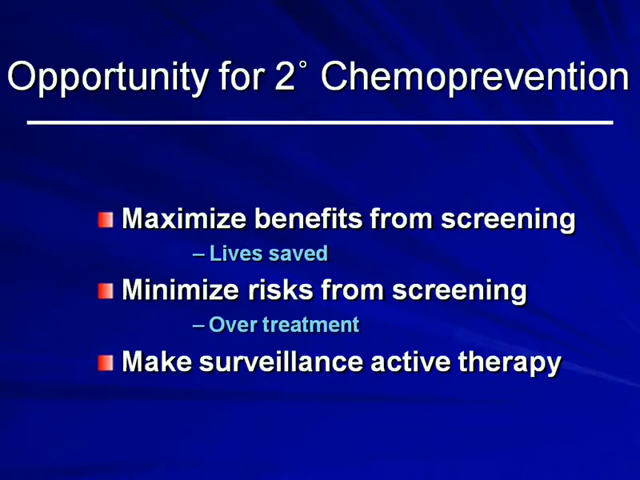 Opportunity for 2° Chemoprevention
Maximize benefits from screening
– Lives saved
Minimize risks from screening
– Over treatment
Make surveillance active therapy